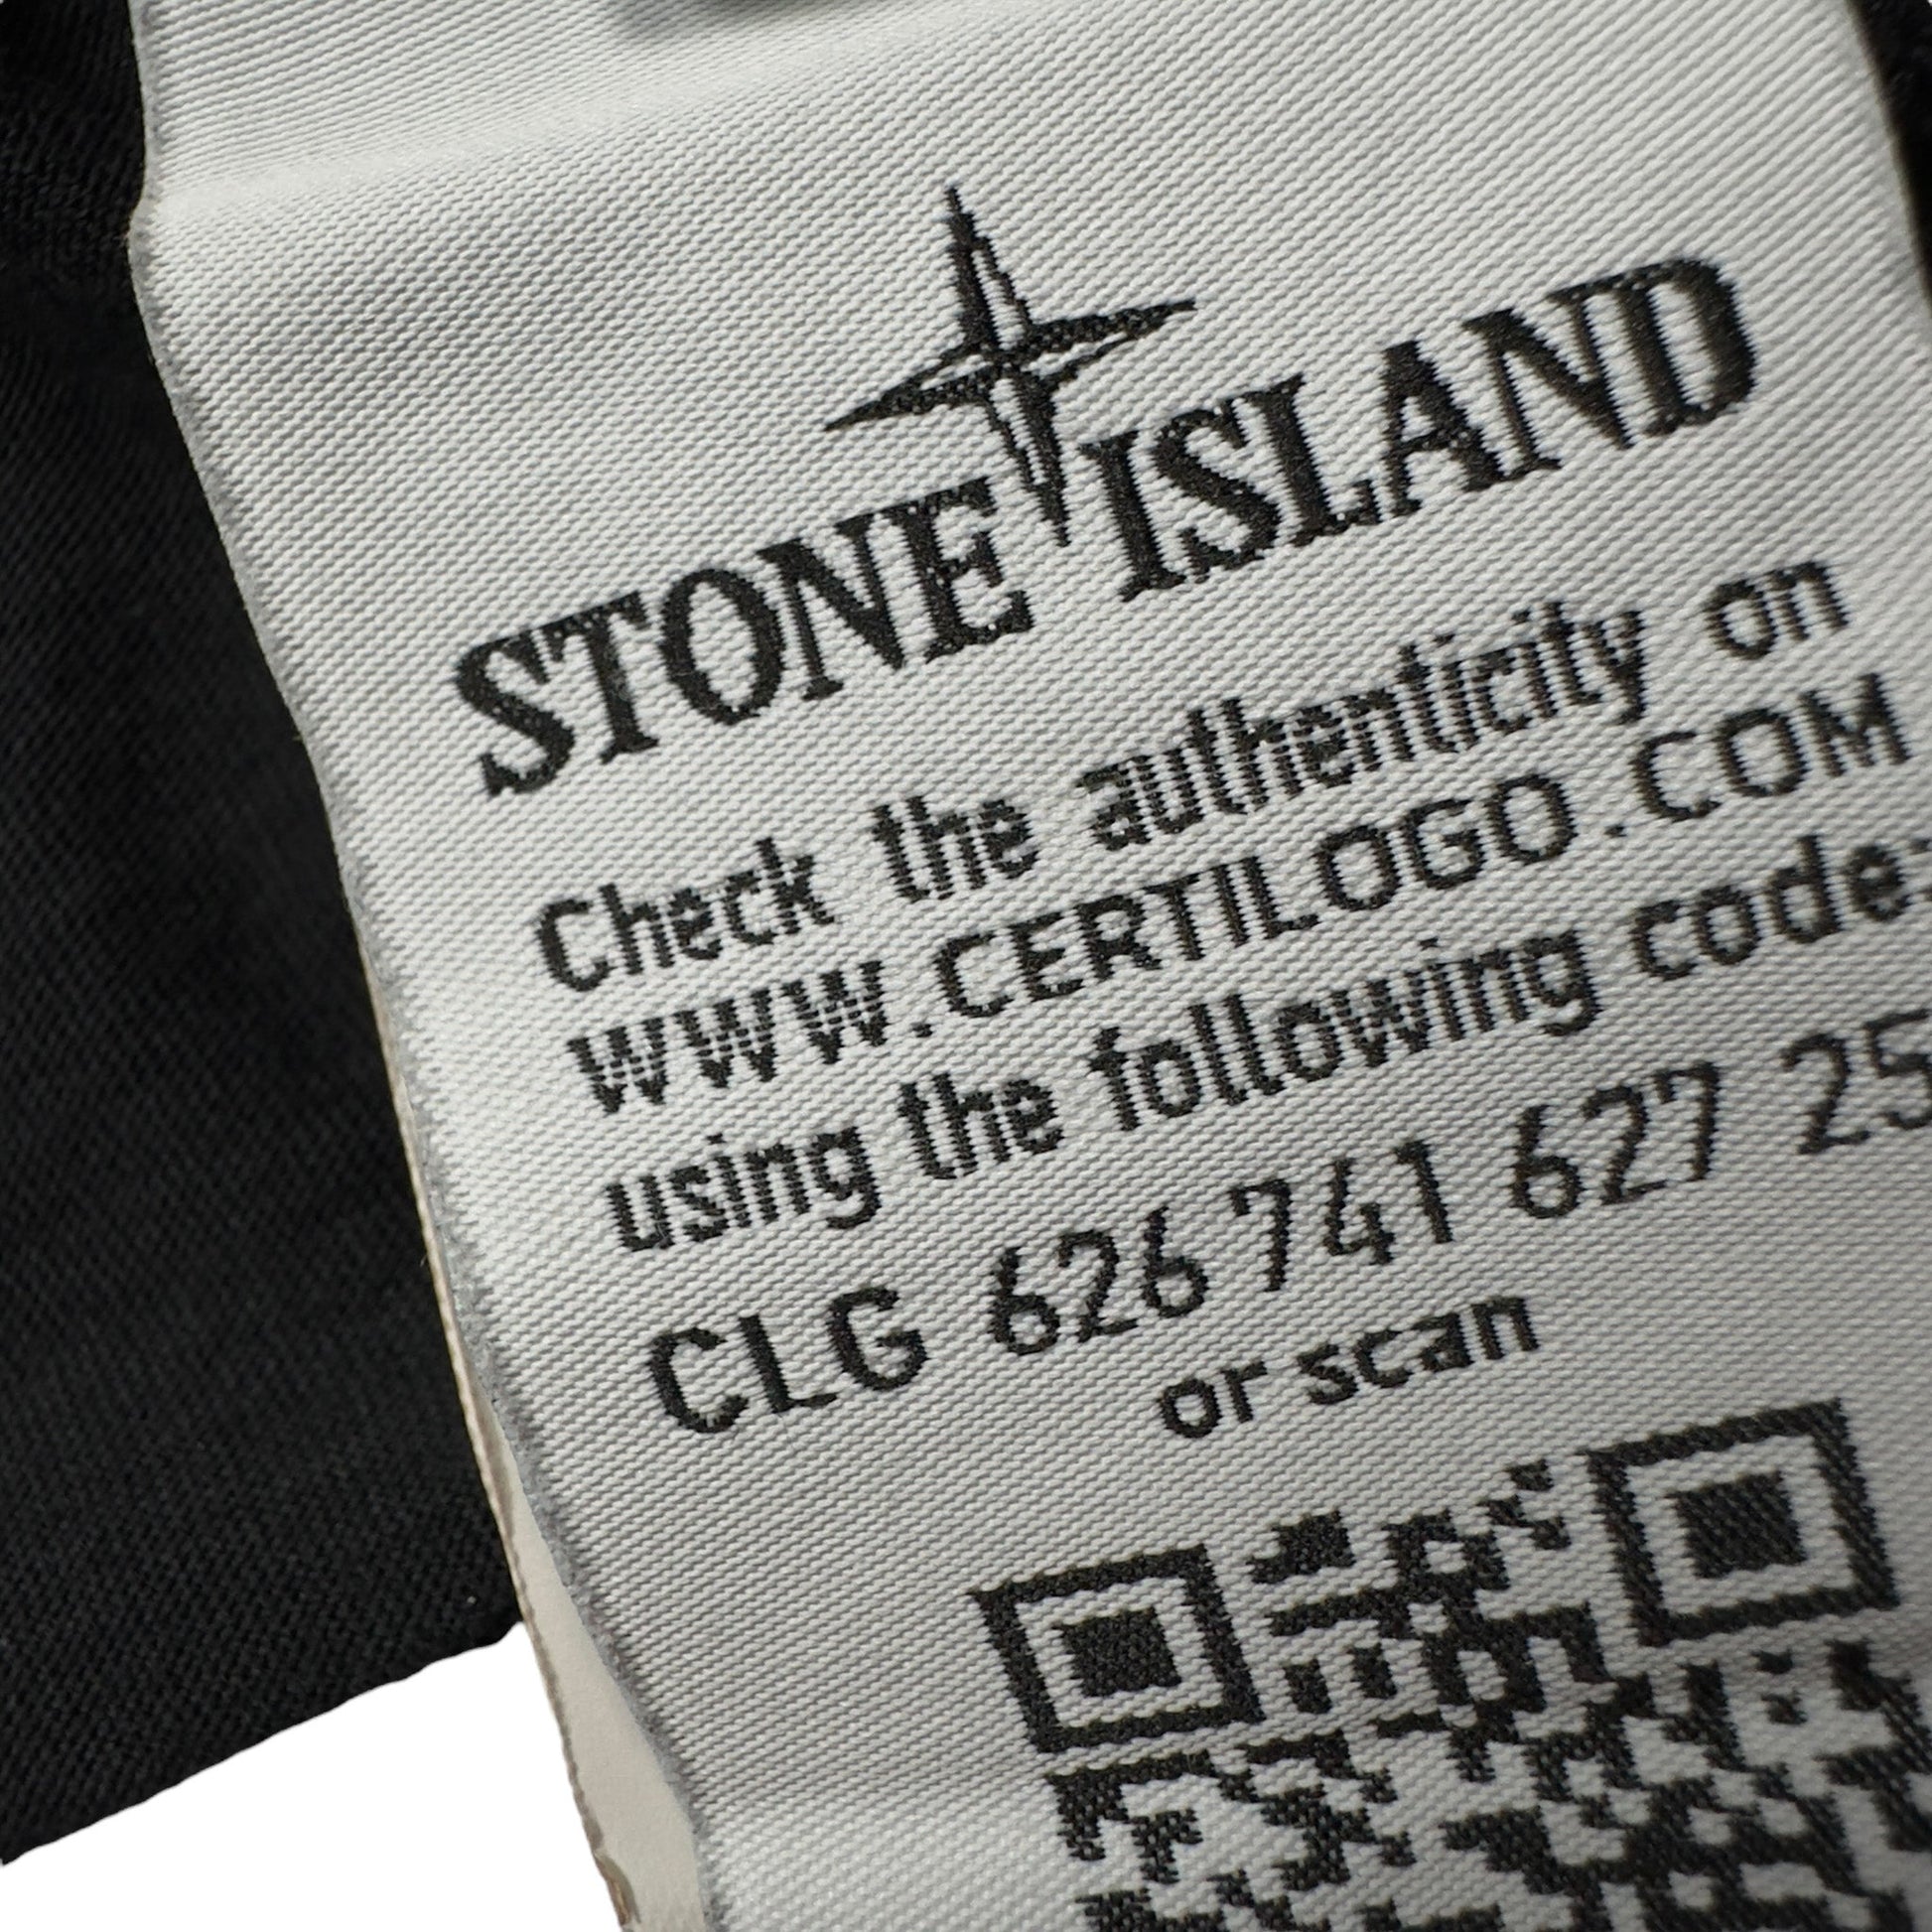 STONE ISLAND
Check the authenticity on
WWW.CERTILOGO.COM
using the following code:
CLG 626 741 627 25
or scan